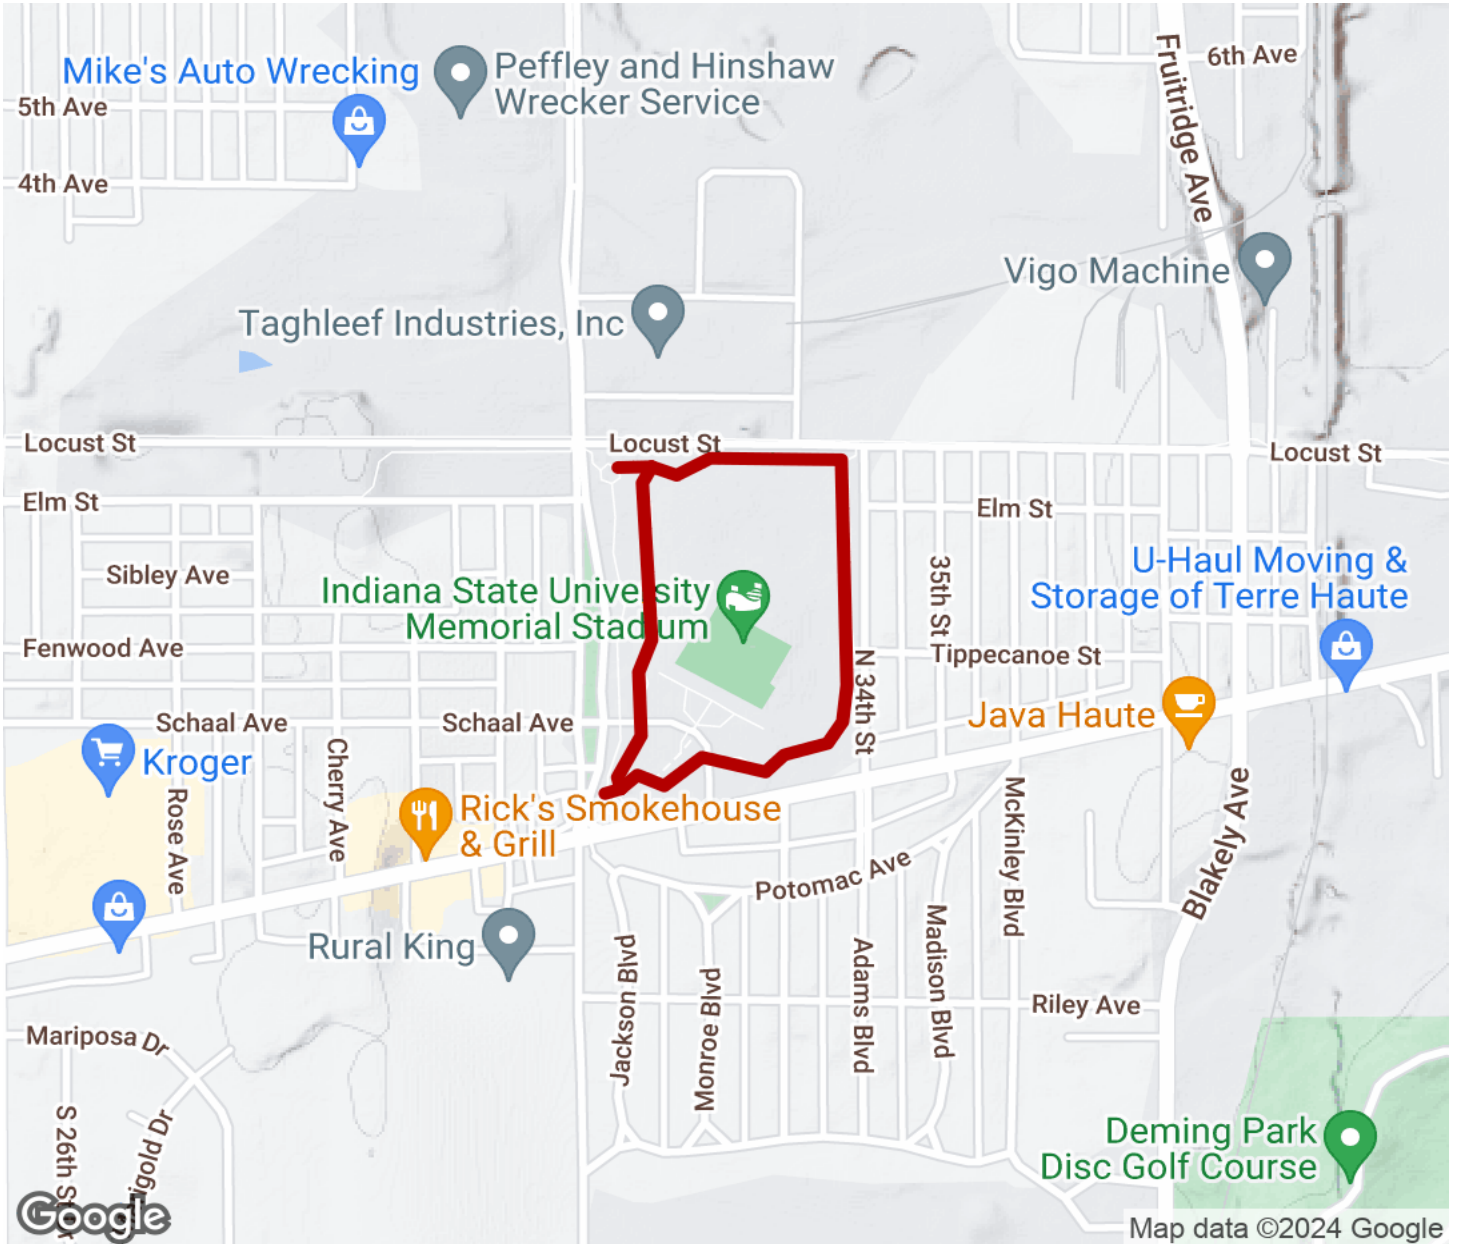 6th Ave
Fruitridge Ave
Mike's Auto Wrecking
Peffley and Hinshaw
Wrecker Service
5th Ave
4th Ave
Vigo Machine
Taghleef Industries, Inc
Locust St
Locust St
Locust St
Elm St
Elm St
Sibley Ave
35th St
U-Haul Moving &
Storage of Terre Haute
Indiana State University
Memorial Stadium
Fenwood Ave
Tippecanoe St
N 34th St
Schaal Ave
Schaal Ave
Java Haute
Kroger
Cherry Ave
Rose Ave
Rick's Smokehouse
& Grill
McKinley Blvd
Blakely Ave
Potomac Ave
Rural King
Jackson Blvd
Monroe Blvd
Adams Blvd
Madison Blvd
Riley Ave
Mariposa Dr
S 26th St
Deming Park
Disc Golf Course
Google
Map data ©2024 Google